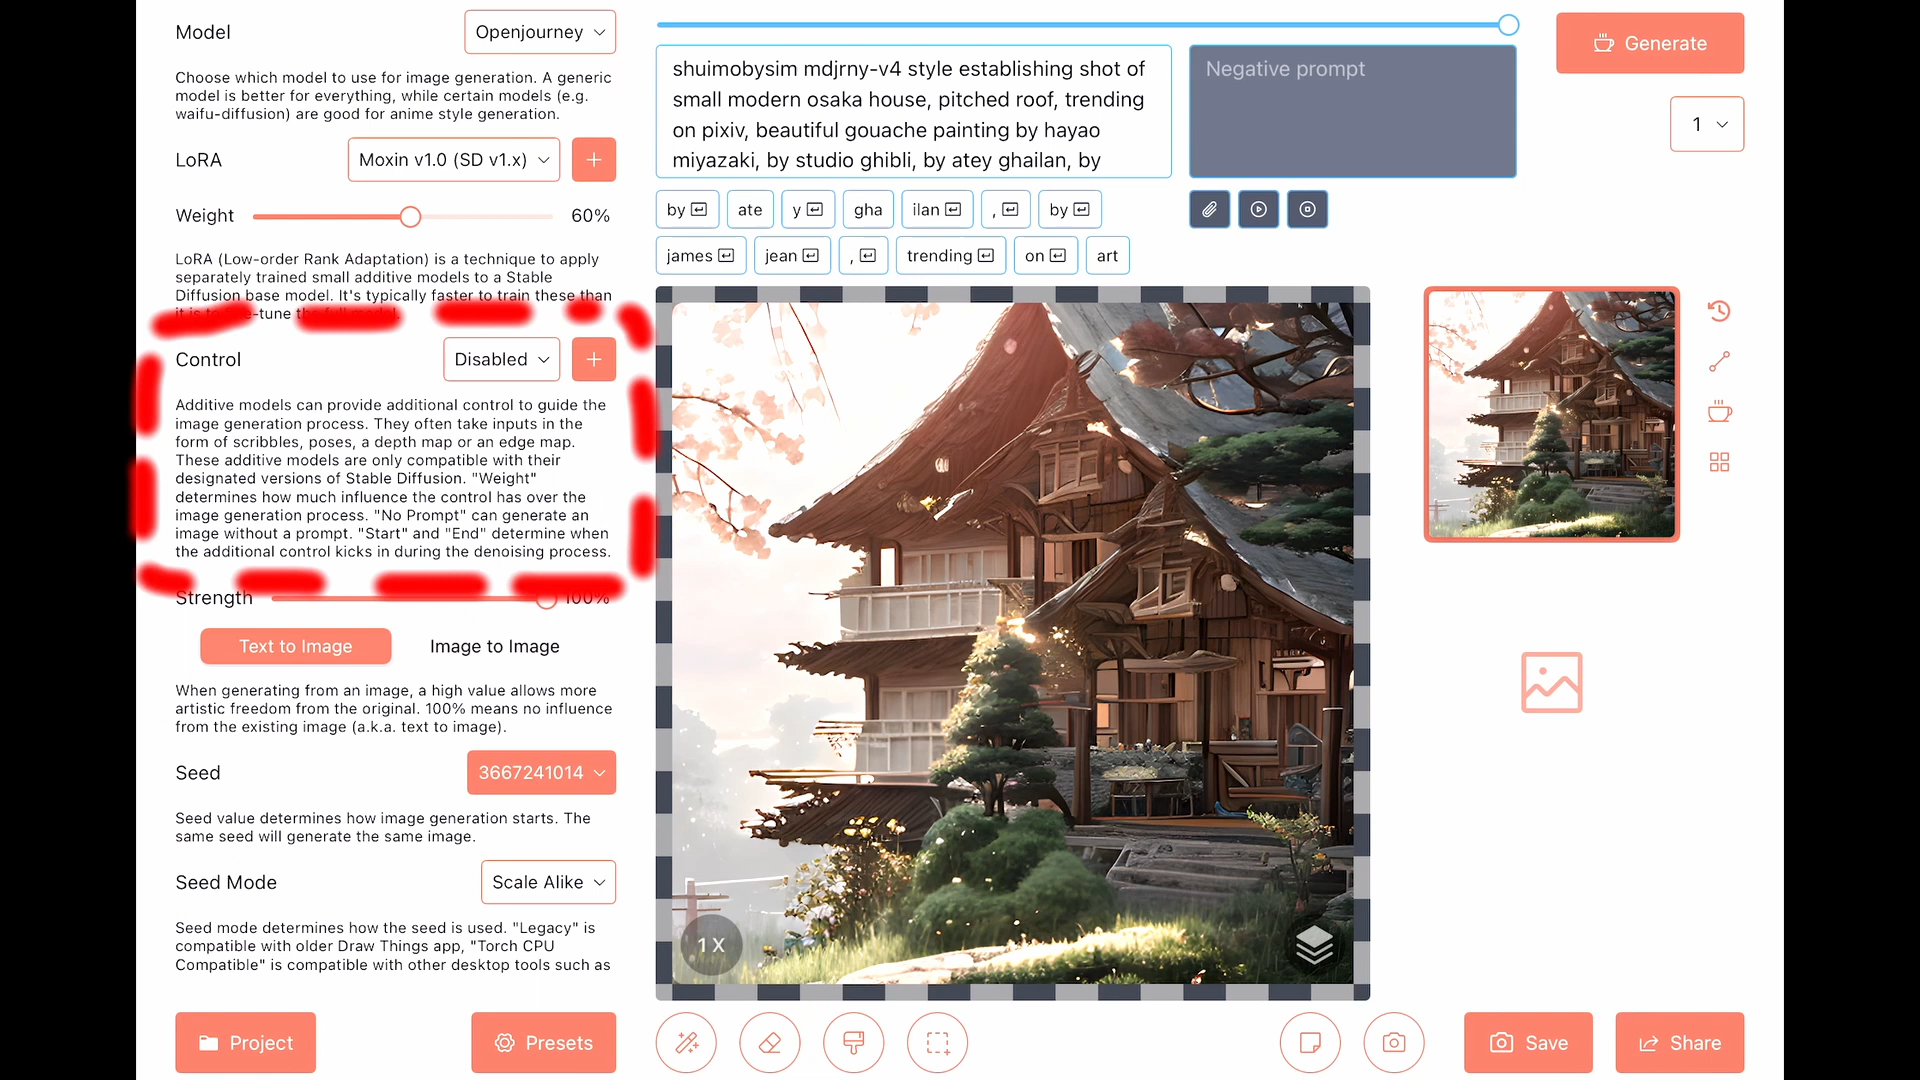 Model
Openjourney
Choose which model to use for image generation. A generic
model is better for everything, while certain models (e.g.
waifu-diffusion) are good for anime style generation.
LoRA
Moxin v1.0 (SD v1.x)
Weight
60%
LoRA (Low-order Rank Adaptation) is a technique to apply
separately trained small additive models to a Stable
Diffusion base model. It's typically faster to train these than
it is to -tune the full model.
Control
Disabled
Additive models can provide additional control to guide the
image generation process. They often take inputs in the
form of scribbles, poses, a depth map or an edge map.
These additive models are only compatible with their
designated versions of Stable Diffusion. "Weight"
determines how much influence the control has over the
image generation process. "No Prompt" can generate an
image without a prompt. "Start" and "End" determine when
the additional control kicks in during the denoising process.
Strength
100%
Text to Image
Image to Image
When generating from an image, a high value allows more
artistic freedom from the original. 100% means no influence
from the existing image (a.k.a. text to image).
Seed
3667241014
Seed value determines how image generation starts. The
same seed will generate the same image.
Seed Mode
Scale Alike
Seed mode determines how the seed is used. "Legacy" is
compatible with older Draw Things app, "Torch CPU
Compatible" is compatible with other desktop tools such as
Project
Presets
shuimobysim mdjrny-v4 style establishing shot of
small modern osaka house, pitched roof, trending
on pixiv, beautiful gouache painting by hayao
miyazaki, by studio ghibli, by atey ghailan, by
by ate y gha ilan , by
james jean , trending on art
Negative prompt
Generate
1
1X
Save
Share